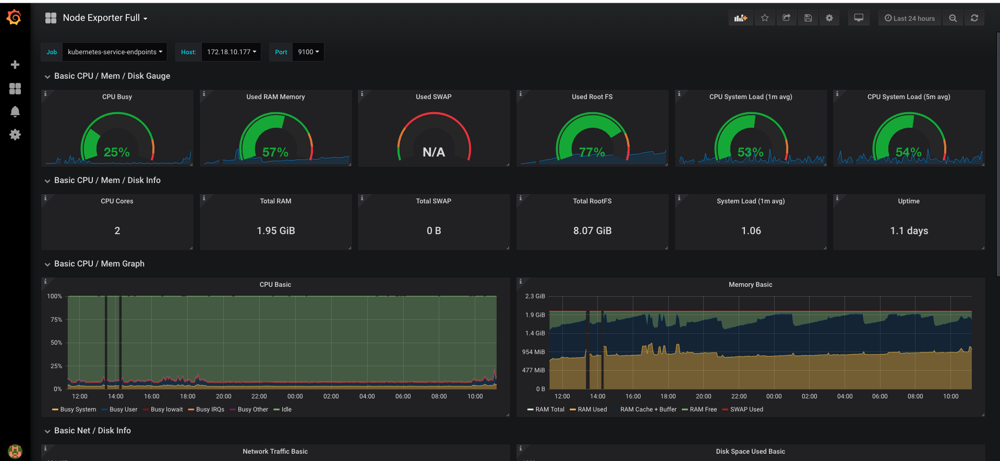 Node Exporter Full
Last 24 hours
Job kubernetes-service-endpoints Host: 172.18.10.177 Port 9100
Basic CPU / Mem / Disk Gauge
CPU Busy
25%
Used RAM Memory
57%
Used SWAP
N/A
Used Root FS
77%
CPU System Load (1m avg)
53%
CPU System Load (5m avg)
54%
Basic CPU / Mem / Disk Info
CPU Cores
2
Total RAM
1.95 GiB
Total SWAP
0 B
Total RootFS
8.07 GiB
System Load (1m avg)
1.06
Uptime
1.1 days
Basic CPU / Mem Graph
CPU Basic
100%
75%
50%
25%
0%
12:00 14:00 16:00 18:00 20:00 22:00 00:00 02:00 04:00 06:00 08:00 10:00
Busy System Busy User Busy Iowait Busy IRQs Busy Other Idle
Memory Basic
2.3 GiB
1.9 GiB
1.4 GiB
954 MiB
477 MiB
0 B
12:00 14:00 16:00 18:00 20:00 22:00 00:00 02:00 04:00 06:00 08:00 10:00
RAM Total RAM Used RAM Cache + Buffer RAM Free SWAP Used
Basic Net / Disk Info
Network Traffic Basic
Disk Space Used Basic